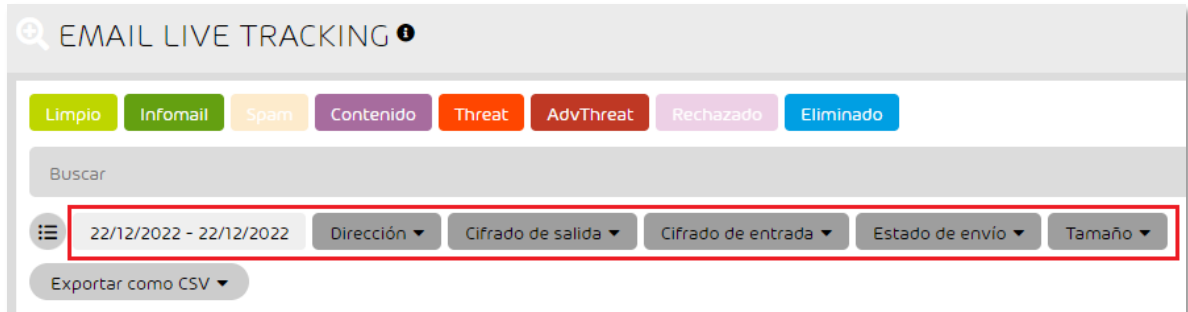 EMAIL LIVE TRACKING
Limpio Infomail Spam Contenido Threat AdvThreat Rechazado Eliminado
Buscar
22/12/2022 - 22/12/2022 Dirección Cifrado de salida Cifrado de entrada Estado de envío Tamaño
Exportar como CSV